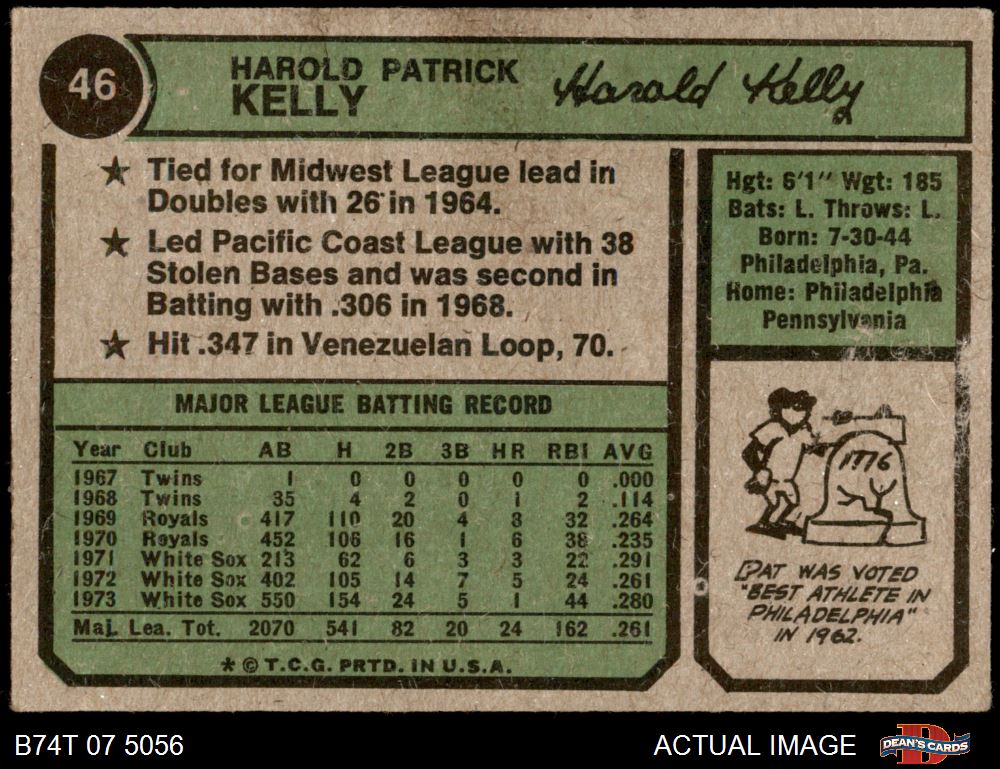 46
HAROLD PATRICK
KELLY
Harold Kelly
★ Tied for Midwest League lead in
Doubles with 26 in 1964.
★ Led Pacific Coast League with 38
Stolen Bases and was second in
Batting with .306 in 1968.
★ Hit .347 in Venezuelan Loop, 70.
Hgt: 6'1" Wgt: 185
Bats: L. Throws: L.
Born: 7-30-44
Philadelphia, Pa.
Home: Philadelphia
Pennsylvania
MAJOR LEAGUE BATTING RECORD
Year Club AB H 2B 3B HR RBI AVG
1967 Twins 1 0 0 0 0 0 .000
1968 Twins 35 4 2 0 1 2 .114
1969 Royals 417 110 20 4 8 32 .264
1970 Royals 452 106 16 1 6 38 .235
1971 White Sox 213 62 6 3 3 22 .291
1972 White Sox 402 105 14 7 5 24 .261
1973 White Sox 550 154 24 5 1 44 .280
Maj. Lea. Tot. 2070 541 82 20 24 162 .261
* © T.C.G. PRTD. IN U.S.A.
1776
PAT WAS VOTED
"BEST ATHLETE IN
PHILADELPHIA"
IN 1962.
B74T 07 5056
ACTUAL IMAGE
DEAN'S CARDS